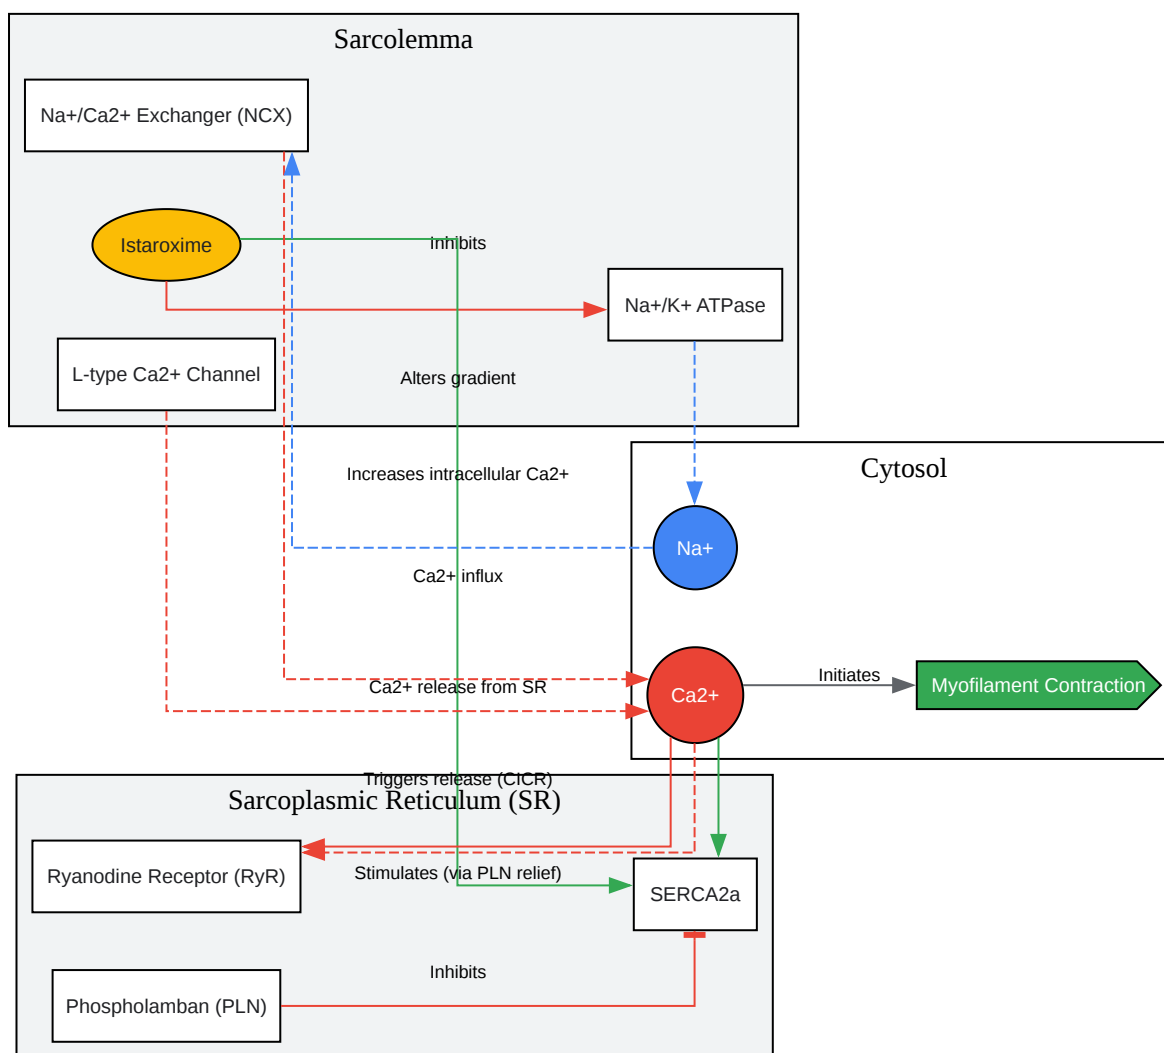 Sarcolemma
Na+/Ca2+ Exchanger (NCX)
Istaroxime
Inhibits
Na+/K+ ATPase
L-type Ca2+ Channel
Alters gradient
Cytosol
Increases intracellular Ca2+
Na+
Ca2+ influx
Ca2+ release from SR
Ca2+
Initiates
Myofilament Contraction
Triggers release (CICR)
Sarcoplasmic Reticulum (SR)
Ryanodine Receptor (RyR)
Stimulates (via PLN relief)
SERCA2a
Inhibits
Phospholamban (PLN)